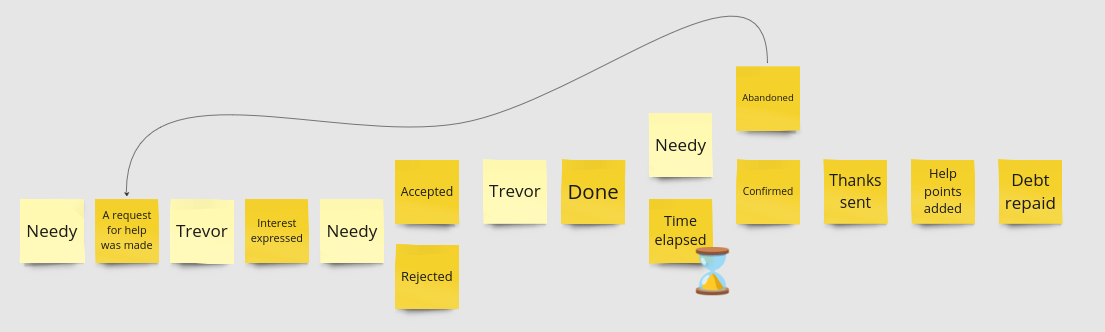 Needy
A request
for help
was made
Trevor
Interest
expressed
Needy
Accepted
Rejected
Trevor
Done
Needy
Time
elapsed
Abandoned
Confirmed
Thanks
sent
Help
points
added
Debt
repaid